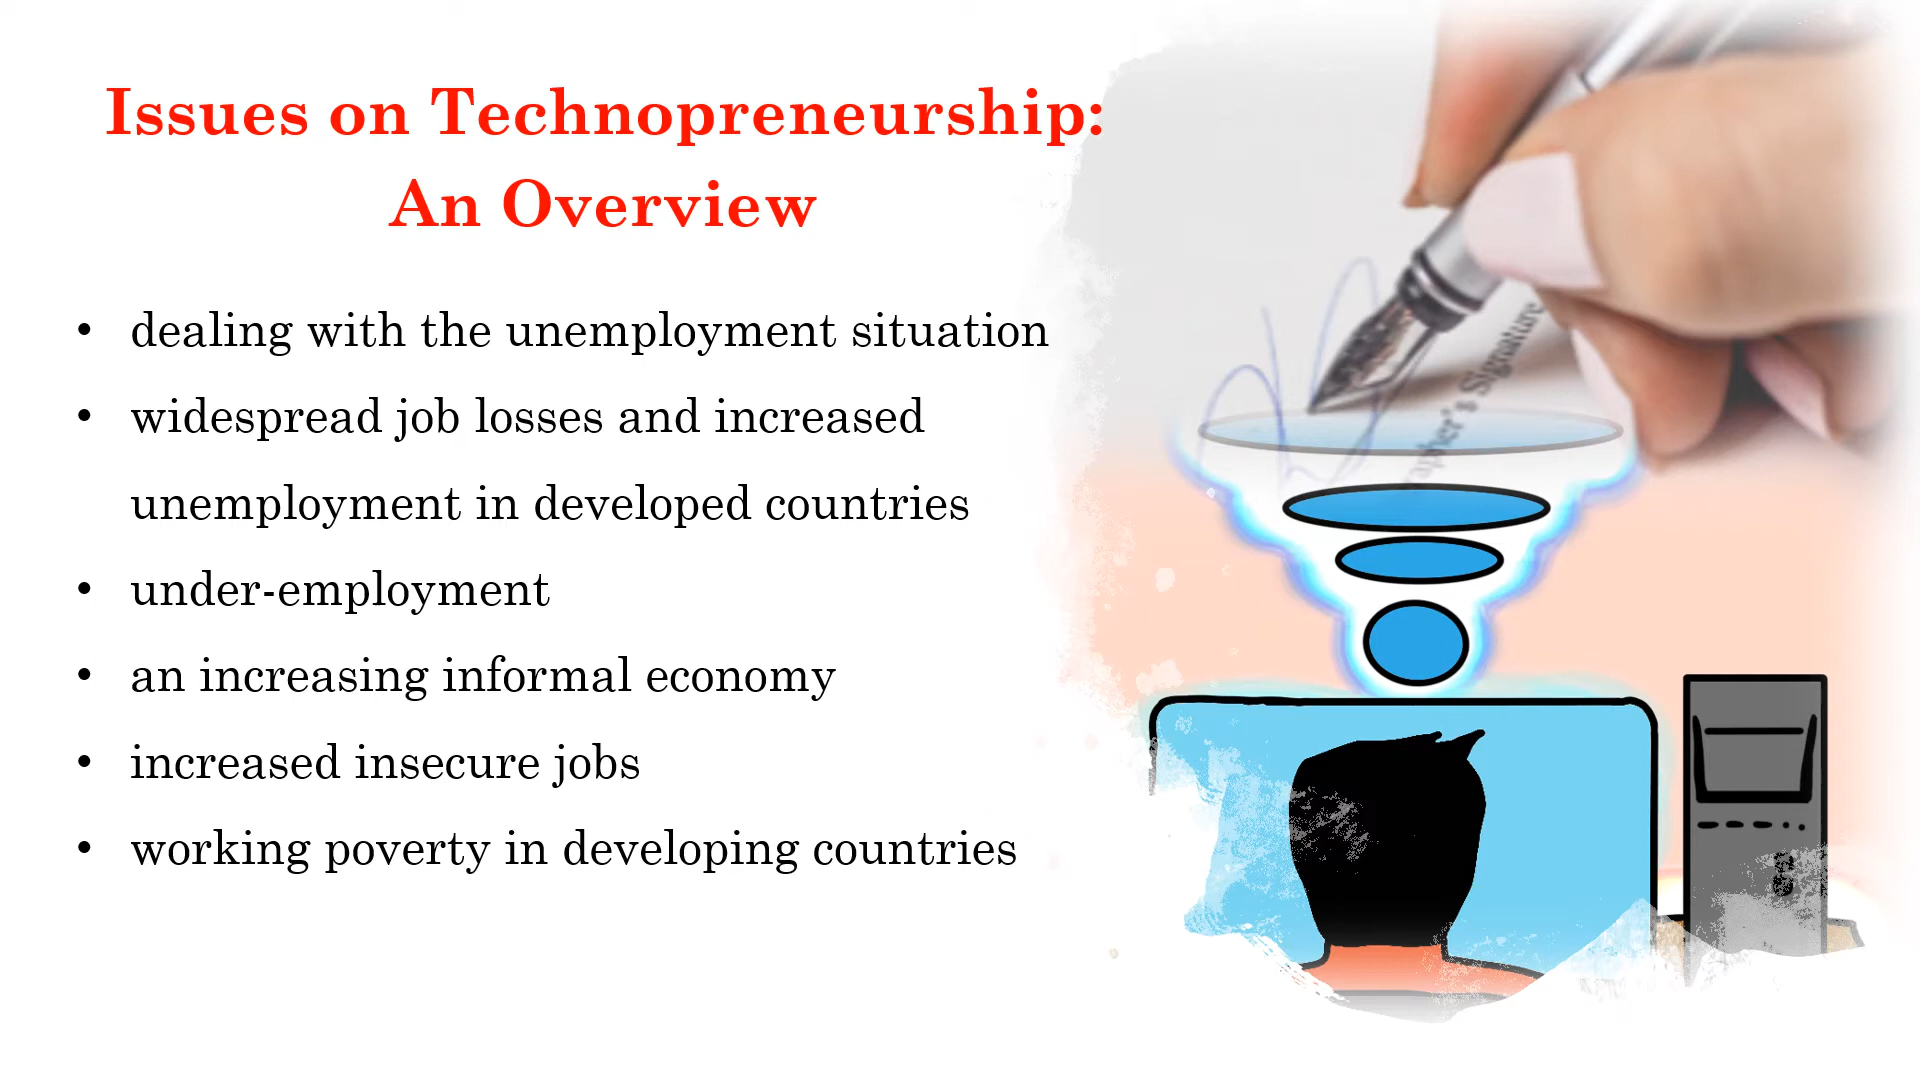 Issues on Technopreneurship:
An Overview
• dealing with the unemployment situation
• widespread job losses and increased
unemployment in developed countries
• under-employment
• an increasing informal economy
• increased insecure jobs
• working poverty in developing countries
Signature